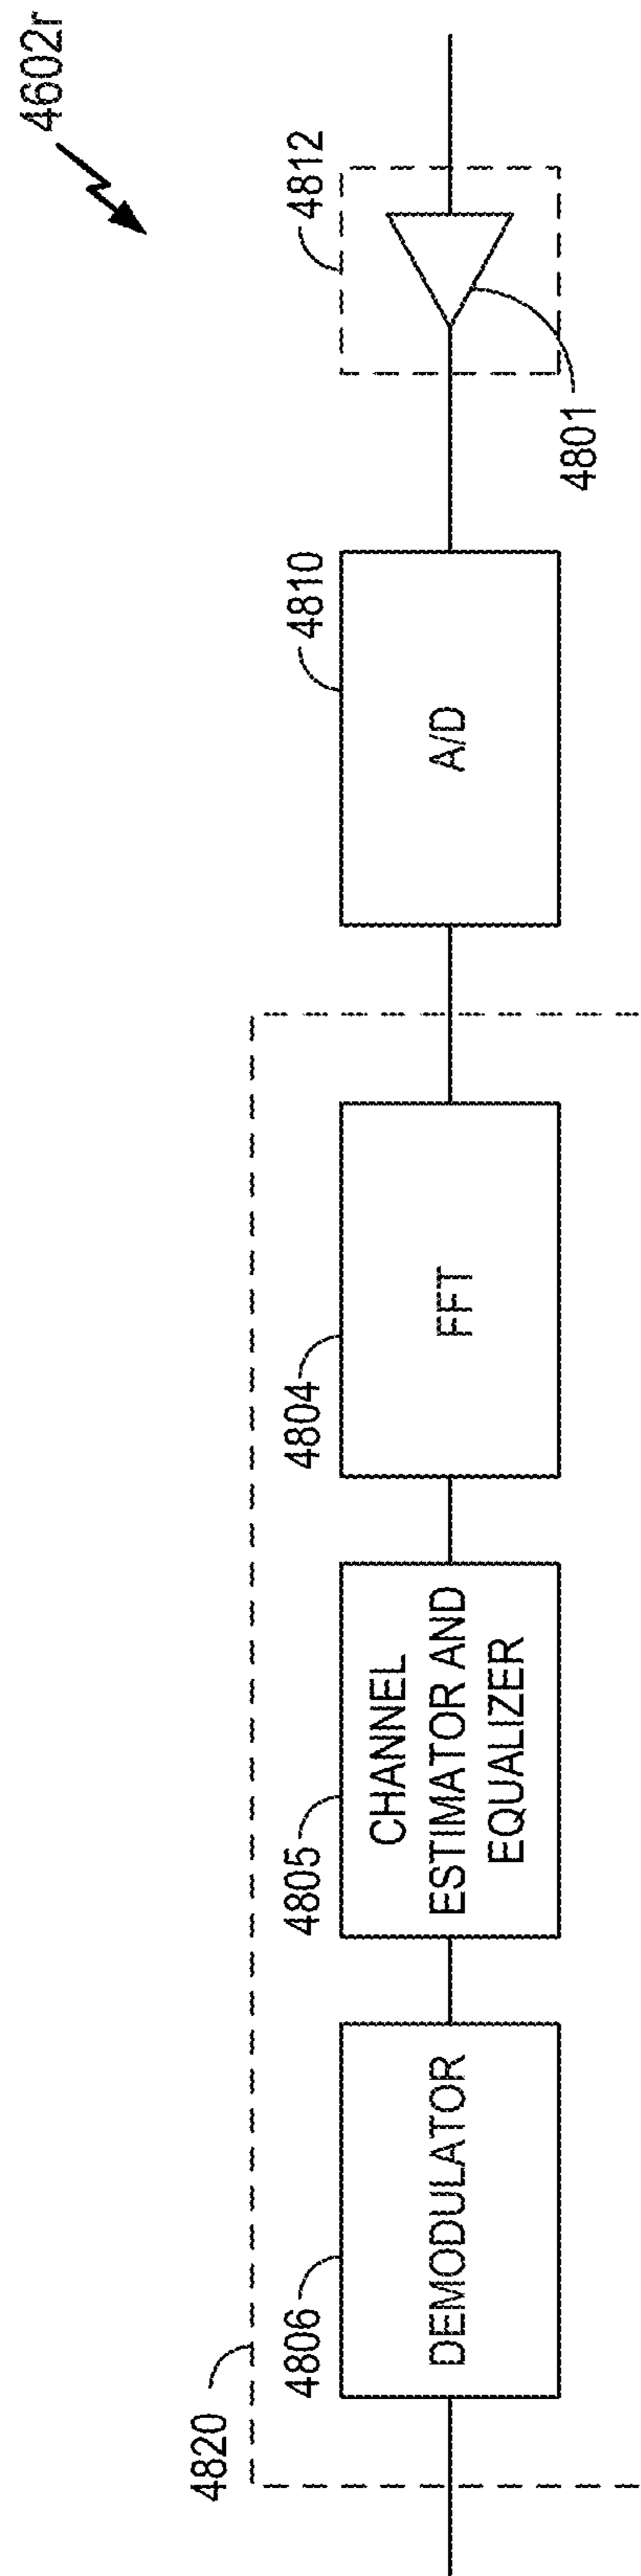 4602r
4820
4806
DEMODULATOR
4805
CHANNEL
ESTIMATOR AND
EQUALIZER
4804
FFT
4810
A/D
4812
4801